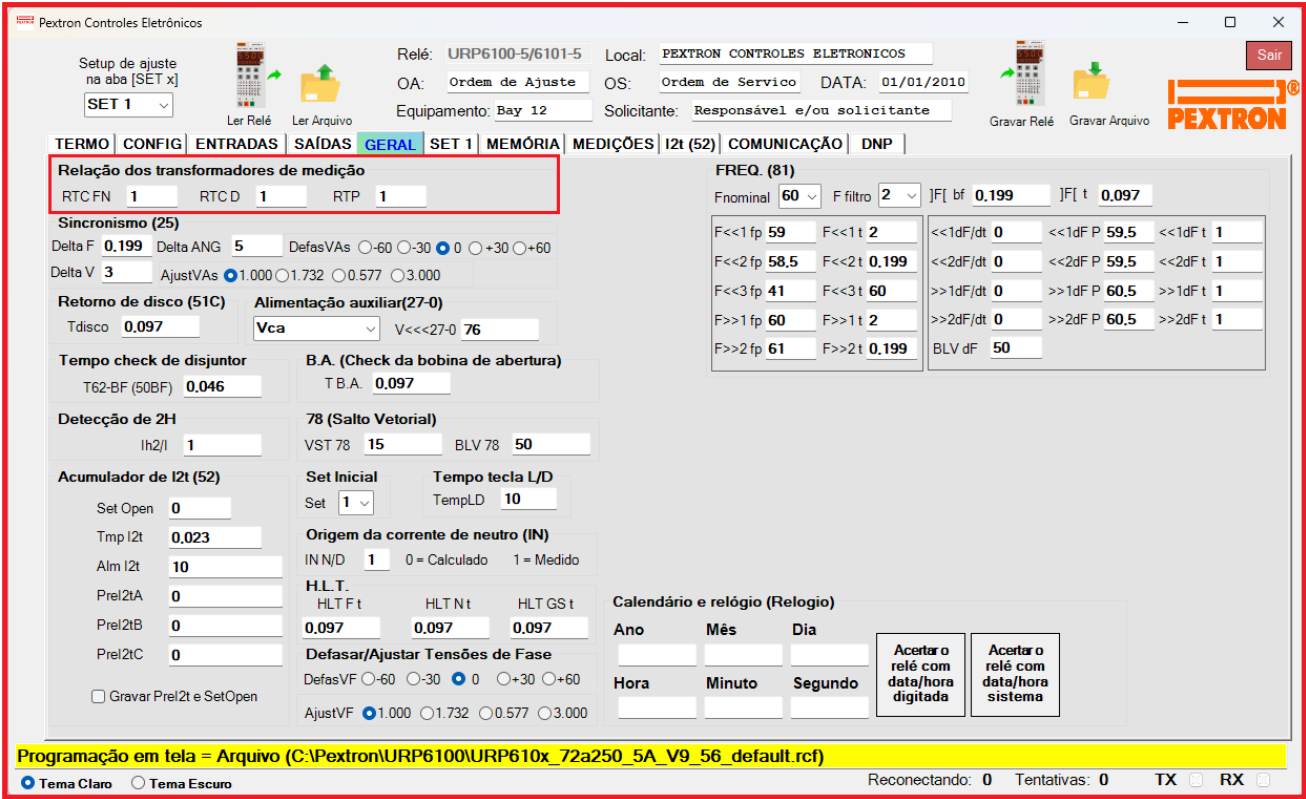 Pextron Controles Eletrônicos
Setup de ajuste
na aba [SET x]
SET 1
Ler Relé
Ler Arquivo
Relé: URP6100-5/6101-5
Local: PEXTRON CONTROLES ELETRONICOS
OA: Ordem de Ajuste
OS: Ordem de Servico
DATA: 01/01/2010
Equipamento: Bay 12
Solicitante: Responsável e/ou solicitante
Gravar Relé
Gravar Arquivo
Sair
PEXTRON®
TERMO CONFIG ENTRADAS SAÍDAS GERAL SET 1 MEMÓRIA MEDIÇÕES I2t (52) COMUNICAÇÃO DNP
Relação dos transformadores de medição
RTC FN 1 RTC D 1 RTP 1
Sincronismo (25)
Delta F 0.199 Delta ANG 5 DefasVAs -60 -30 0 +30 +60
Delta V 3 AjustVAs 1.000 1.732 0.577 3.000
Retorno de disco (51C)
Tdisco 0.097
Alimentação auxiliar(27-0)
Vca V<<<27-0 76
Tempo check de disjuntor
T62-BF (50BF) 0.046
B.A. (Check da bobina de abertura)
T B.A. 0.097
Detecção de 2H
Ih2/I 1
78 (Salto Vetorial)
VST 78 15 BLV 78 50
Acumulador de I2t (52)
Set Open 0
Tmp I2t 0.023
Alm I2t 10
PreI2tA 0
PreI2tB 0
PreI2tC 0
Gravar PreI2t e SetOpen
Set Inicial
Set 1
Tempo tecla L/D
TempLD 10
Origem da corrente de neutro (IN)
IN N/D 1 0 = Calculado 1 = Medido
H.L.T.
HLT F t HLT N t HLT GS t
0.097 0.097 0.097
Defasar/Ajustar Tensões de Fase
DefasVF -60 -30 0 +30 +60
AjustVF 1.000 1.732 0.577 3.000
FREQ. (81)
Fnominal 60 F filtro 2 ]F[ bf 0.199 ]F[ t 0.097
F<<1 fp 59 F<<1 t 2 <<1dF/dt 0 <<1dF P 59.5 <<1dF t 1
F<<2 fp 58.5 F<<2 t 0.199 <<2dF/dt 0 <<2dF P 59.5 <<2dF t 1
F<<3 fp 41 F<<3 t 60 >>1dF/dt 0 >>1dF P 60.5 >>1dF t 1
F>>1 fp 60 F>>1 t 2 >>2dF/dt 0 >>2dF P 60.5 >>2dF t 1
F>>2 fp 61 F>>2 t 0.199 BLV dF 50
Calendário e relógio (Relogio)
Ano Mês Dia
Hora Minuto Segundo
Acertar o
relé com
data/hora
digitada
Acertar o
relé com
data/hora
sistema
Programação em tela = Arquivo (C:\Pextron\URP6100\URP610x_72a250_5A_V9_56_default.rcf)
Tema Claro Tema Escuro
Reconectando: 0 Tentativas: 0 TX RX